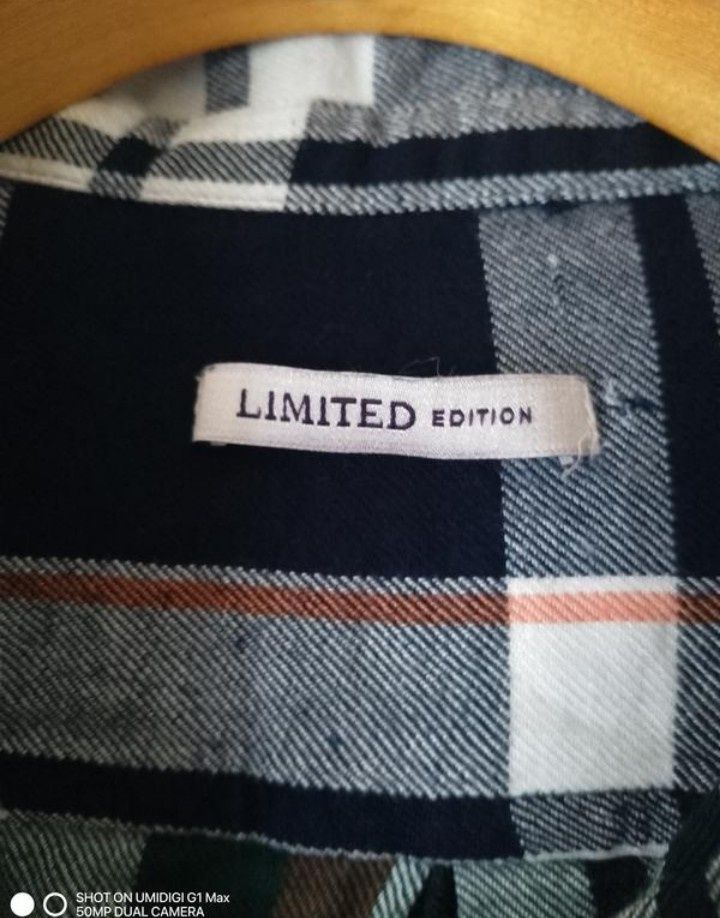 LIMITED EDITION
SHOT ON UMIDIGI G1 Max
50MP DUAL CAMERA